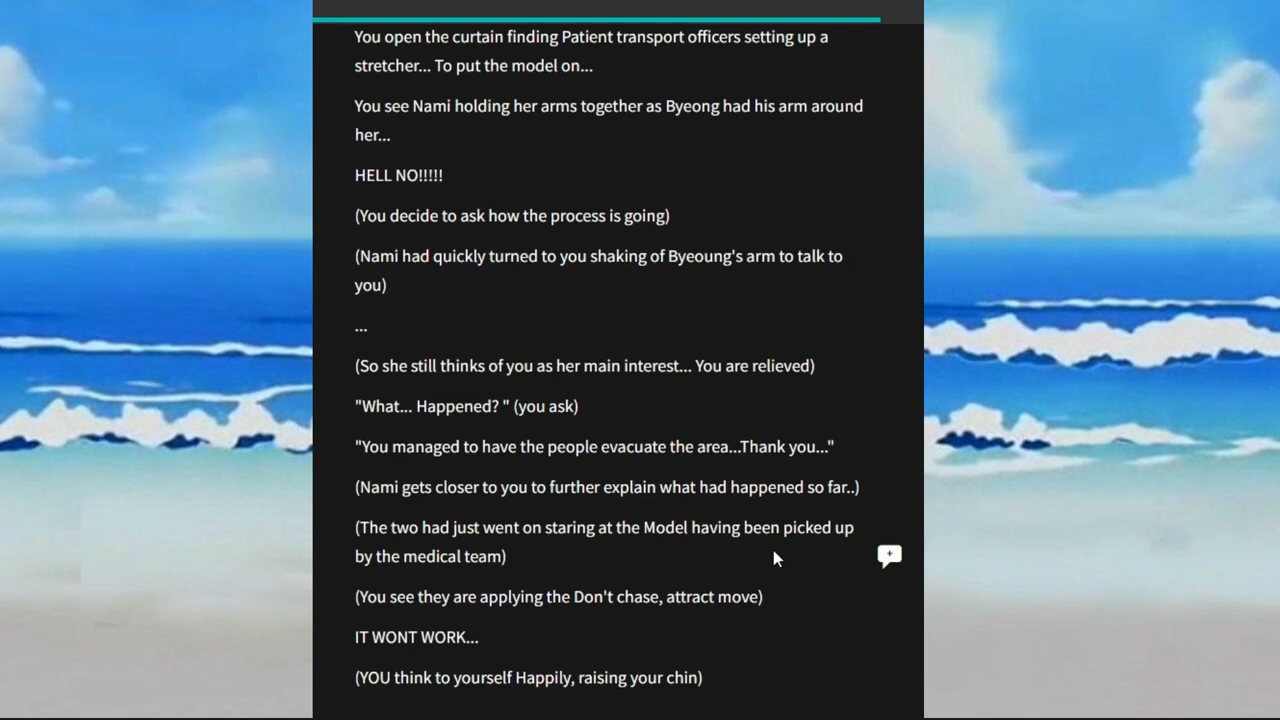 You open the curtain finding Patient transport officers setting up a
stretcher... To put the model on...
You see Nami holding her arms together as Byeong had his arm around
her...
HELL NO!!!!!
(You decide to ask how the process is going)
(Nami had quickly turned to you shaking of Byeoung's arm to talk to
you)
...
(So she still thinks of you as her main interest... You are relieved)
"What... Happened? " (you ask)
"You managed to have the people evacuate the area...Thank you..."
(Nami gets closer to you to further explain what had happened so far..)
(The two had just went on staring at the Model having been picked up
by the medical team)
(You see they are applying the Don't chase, attract move)
IT WONT WORK...
(YOU think to yourself Happily, raising your chin)